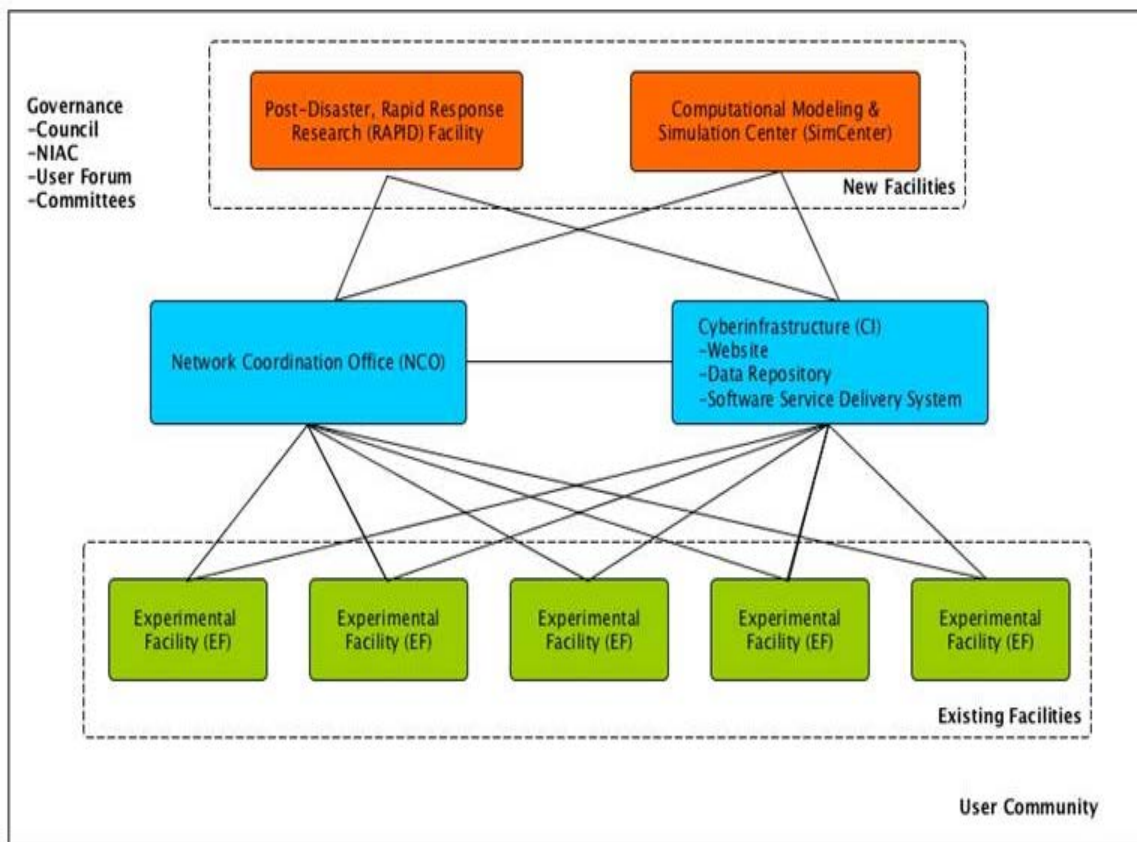 Governance
-Council
-NIAC
-User Forum
-Committees
Post-Disaster, Rapid Response
Research (RAPID) Facility
Computational Modeling &
Simulation Center (SimCenter)
New Facilities
Network Coordination Office (NCO)
Cyberinfrastructure (CI)
-Website
-Data Repository
-Software Service Delivery System
Experimental
Facility (EF)
Experimental
Facility (EF)
Experimental
Facility (EF)
Experimental
Facility (EF)
Experimental
Facility (EF)
Existing Facilities
User Community